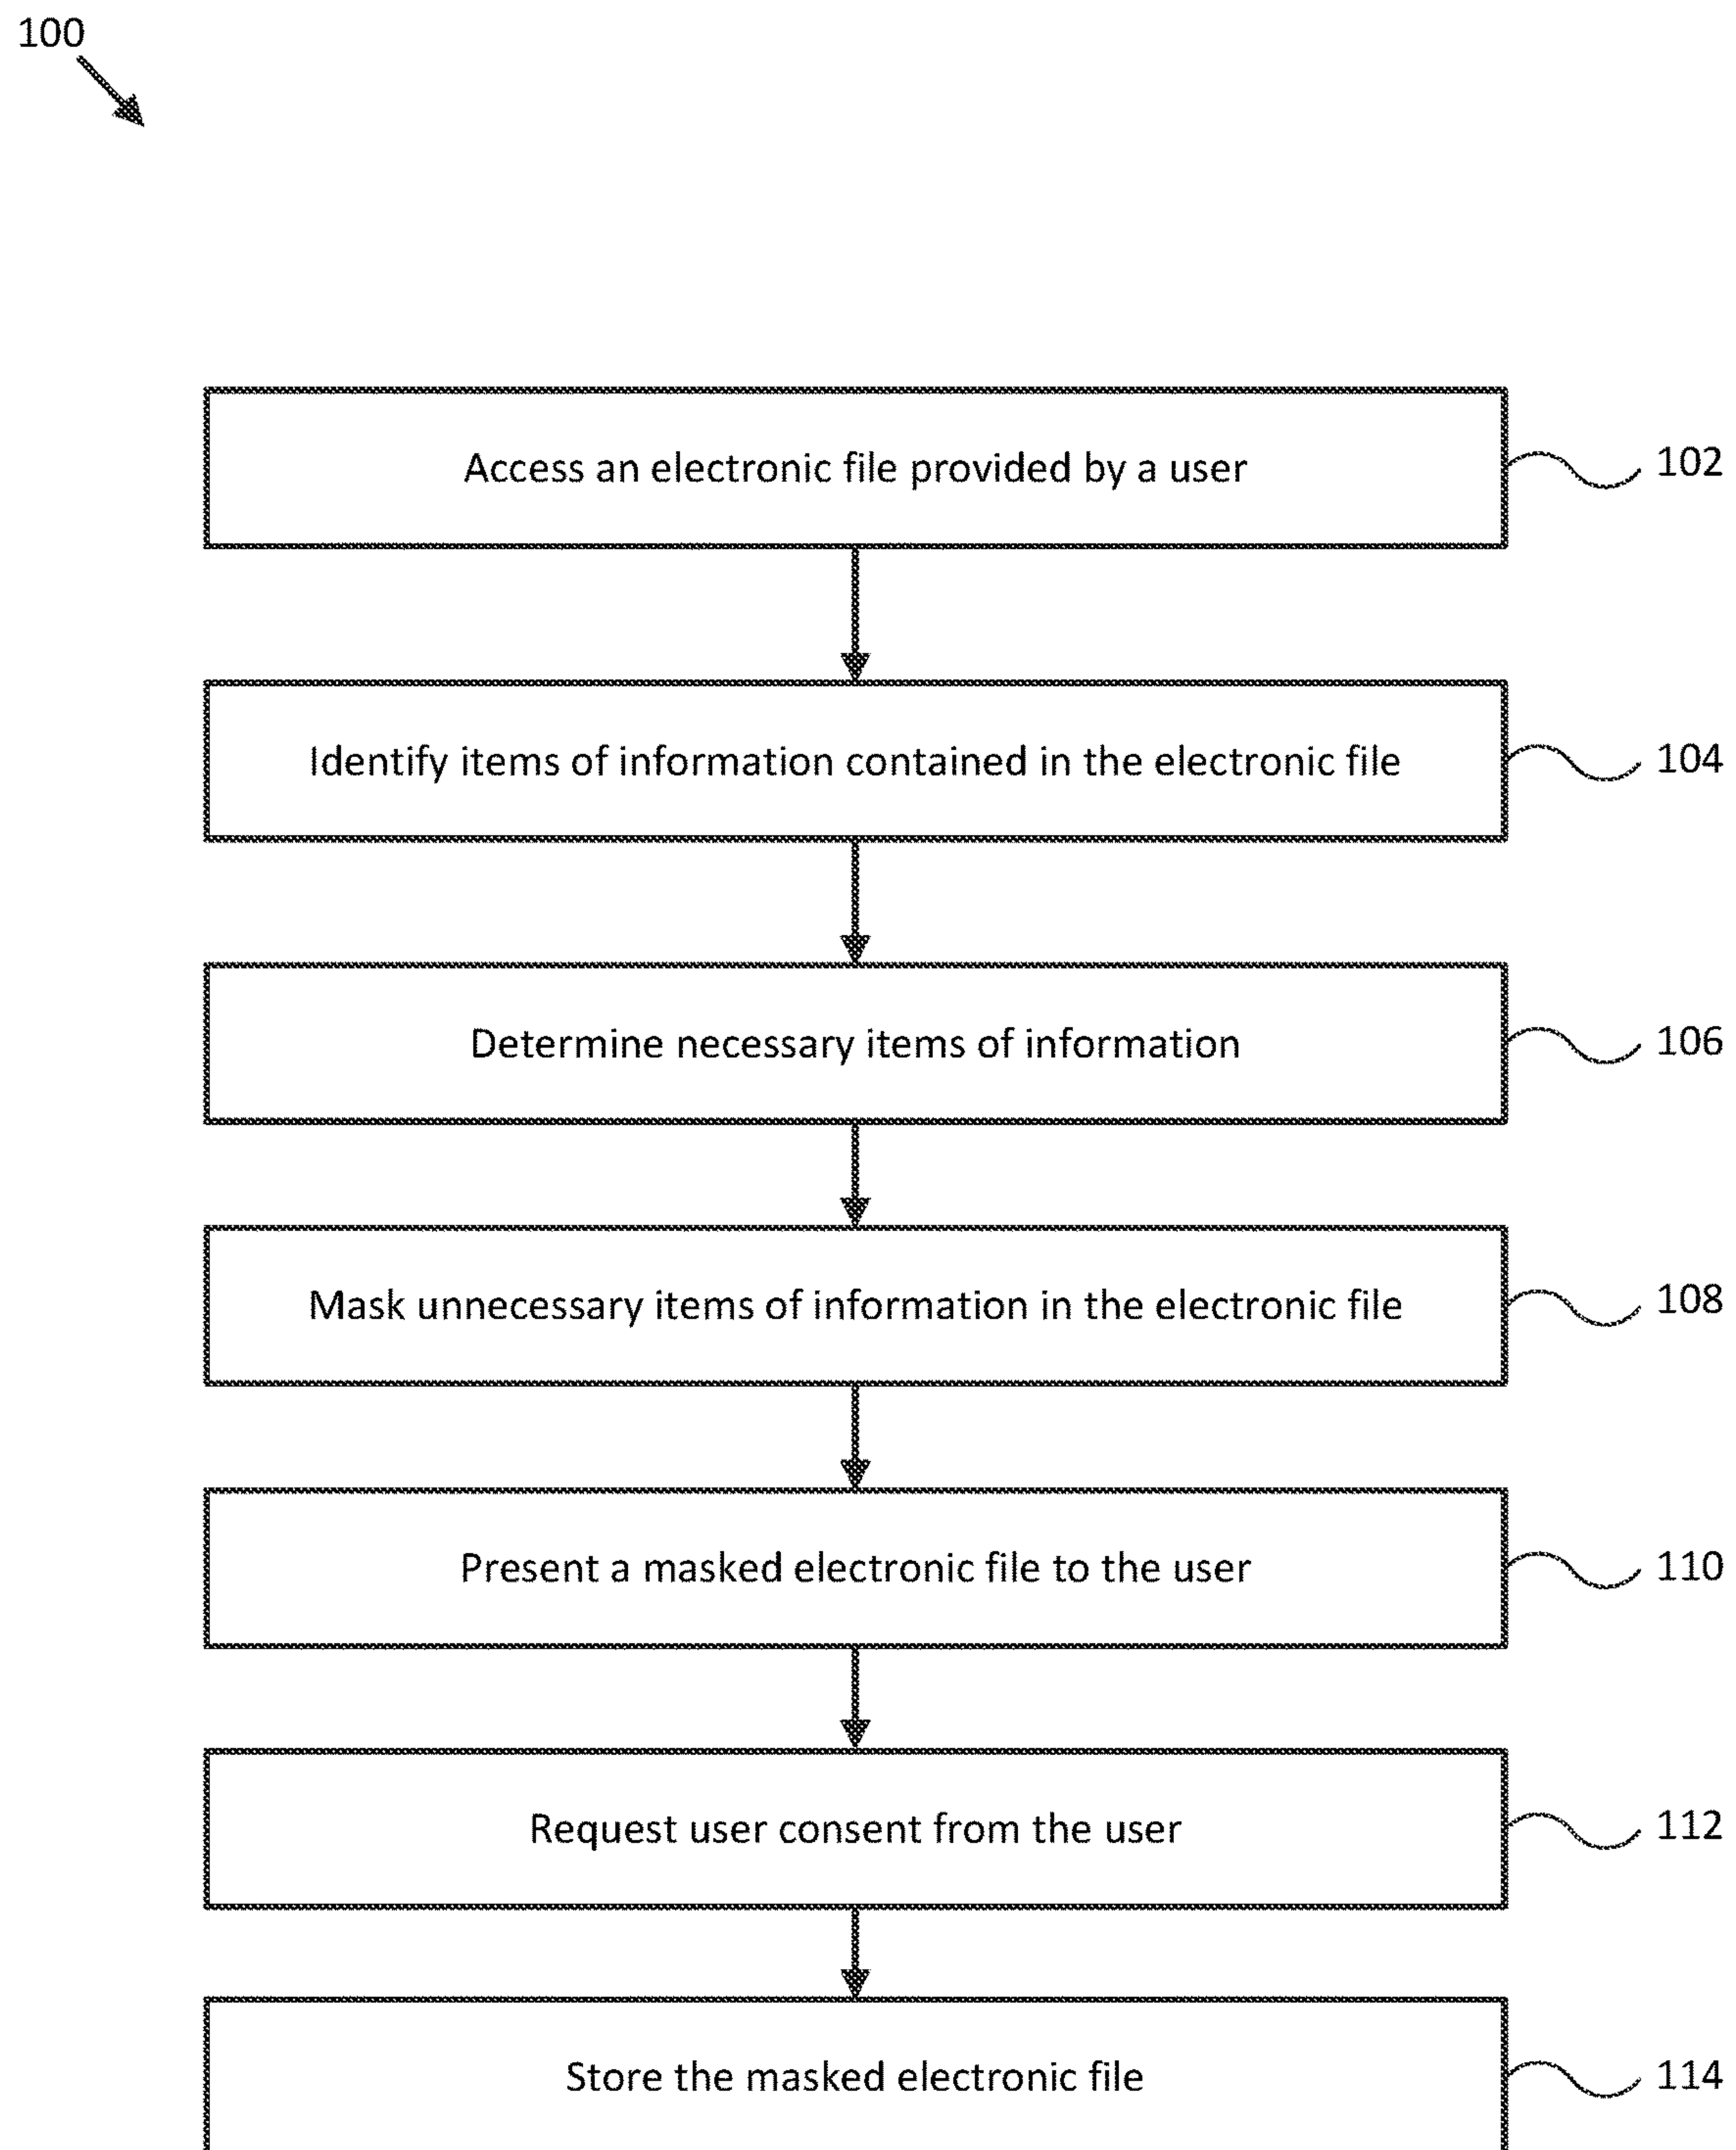 100
Access an electronic file provided by a user
102
Identify items of information contained in the electronic file
104
Determine necessary items of information
106
Mask unnecessary items of information in the electronic file
108
Present a masked electronic file to the user
110
Request user consent from the user
112
Store the masked electronic file
114